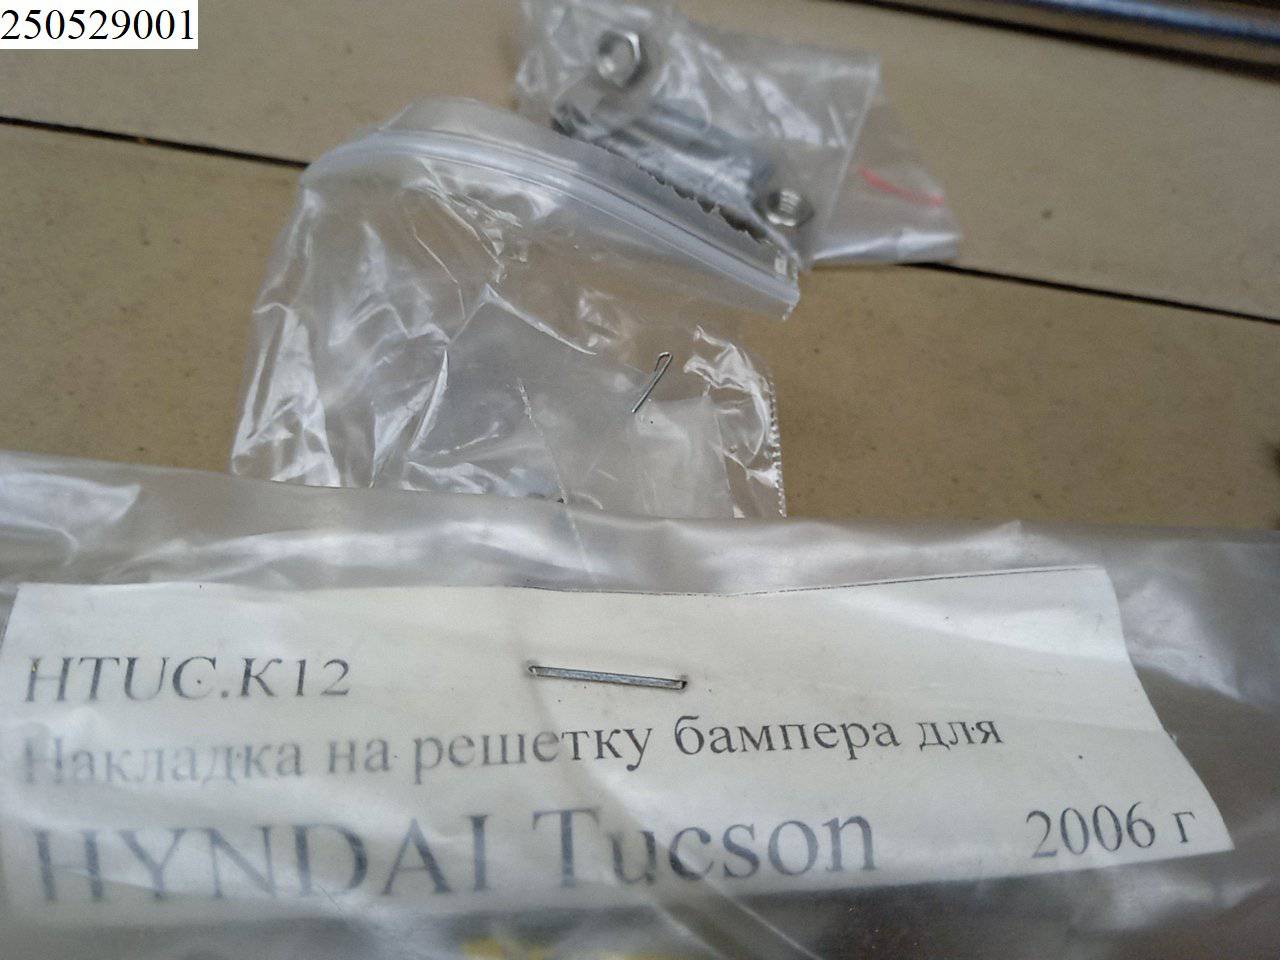 250529001
HTUC.K12
Накладка на решетку бампера для
HYNDAI Tucson 2006 г